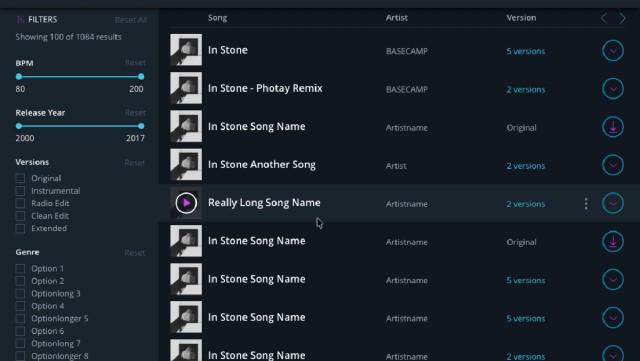 FILTERS Reset All
Showing 100 of 1084 results
BPM Reset
80 200
Release Year Reset
2000 2017
Versions Reset
Original
Instrumental
Radio Edit
Clean Edit
Extended
Genre Reset
Option 1
Option 2
Optionlong 3
Option 4
Optionlonger 5
Option 6
Optionlong 7
Optionlonger 8
Song Artist Version
In Stone BASECAMP 5 versions
In Stone - Photay Remix BASECAMP 2 versions
In Stone Song Name Artistname Original
In Stone Another Song Artist 2 versions
Really Long Song Name Artistname 2 versions
In Stone Song Name Artistname Original
In Stone Song Name Artistname 5 versions
In Stone Song Name Artistname 5 versions
In Stone Song Name Artistname 2 versions